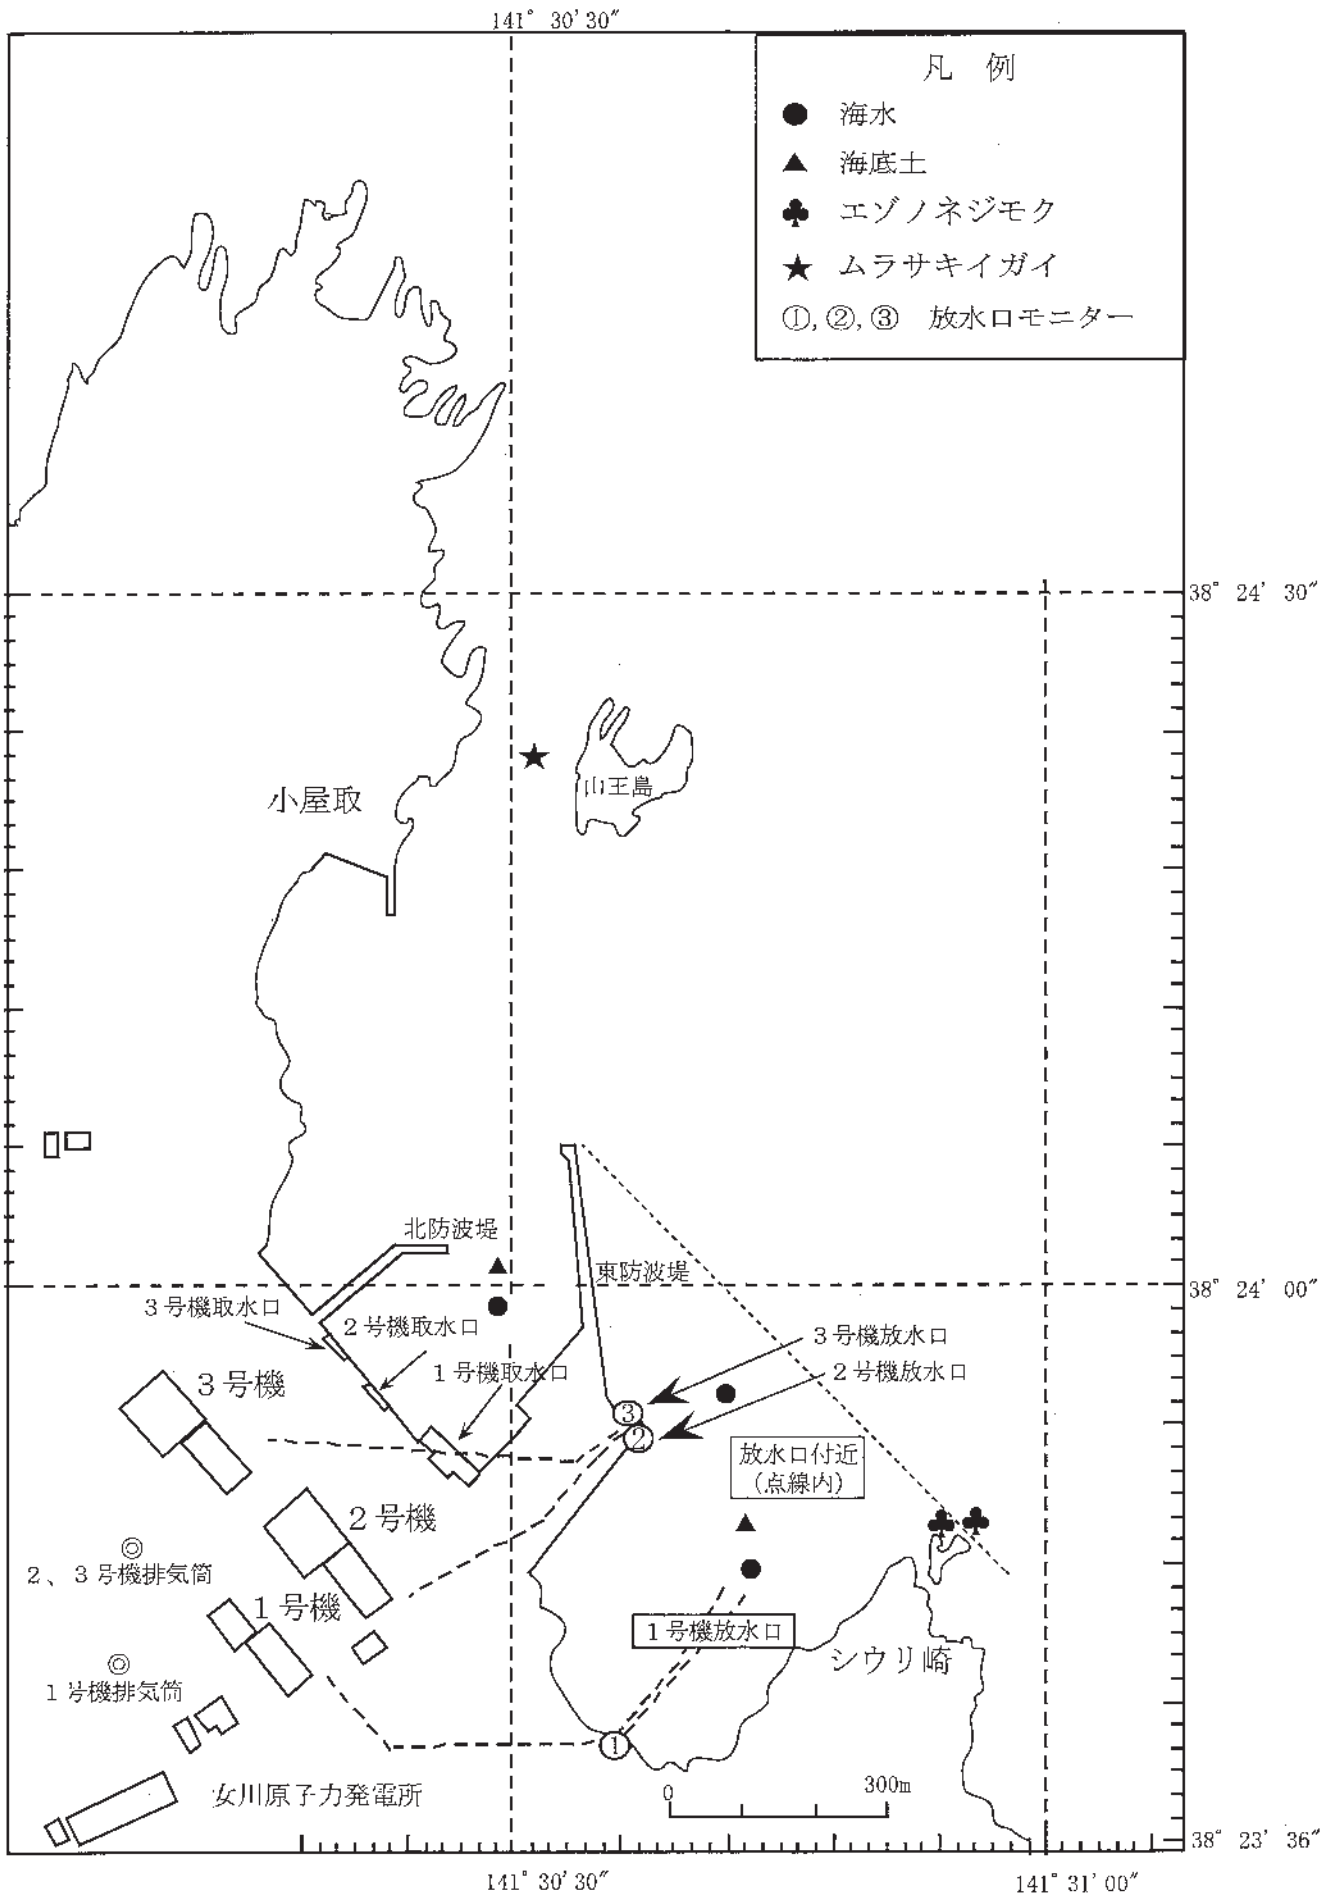 141° 30′ 30″
凡 例
海水
海底土
エゾノネジモク
ムラサキイガイ
①,②,③ 放水口モニター
38° 24′ 30″
山王島
小屋取
北防波堤
東防波堤
38° 24′ 00″
3号機取水口
2号機取水口
3号機放水口
1号機取水口
2号機放水口
3号機
③
②
放水口付近
(点線内)
2号機
2、3号機排気筒
1号機
1号機放水口
シウリ崎
1号機排気筒
①
女川原子力発電所
0
300m
38° 23′ 36″
141° 30′ 30″
141° 31′ 00″